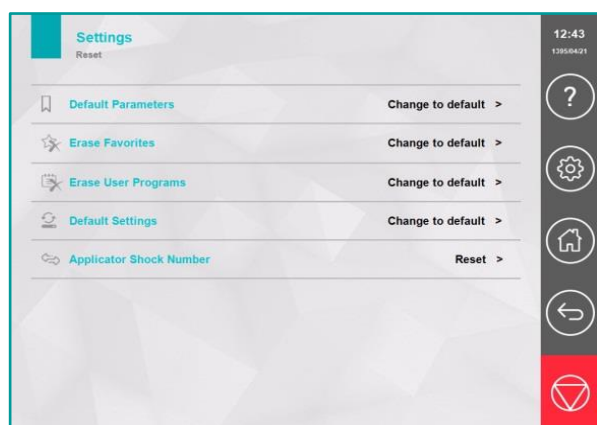 Settings
Reset
Default Parameters Change to default >
Erase Favorites Change to default >
Erase User Programs Change to default >
Default Settings Change to default >
Applicator Shock Number Reset >
12:43
1395/04/21
?